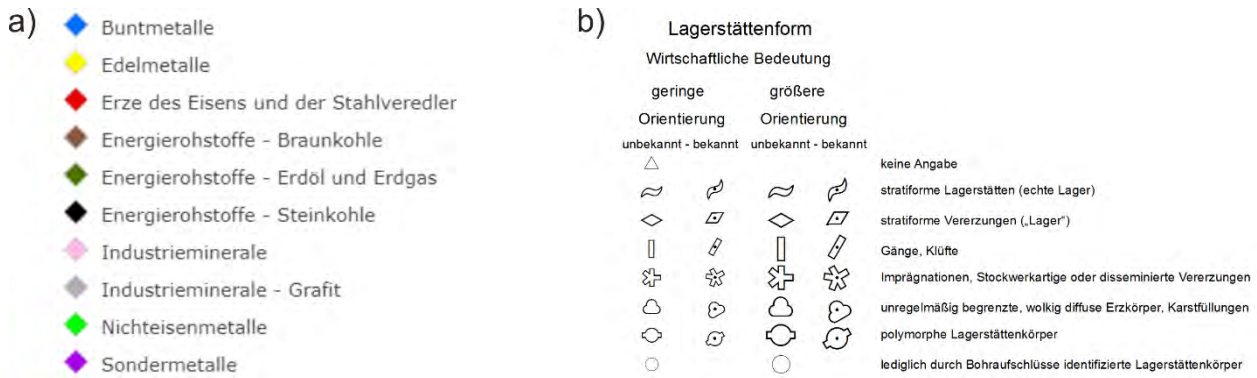 a)
Buntmetalle
Edelmetalle
Erze des Eisens und der Stahlveredler
Energierohstoffe - Braunkohle
Energierohstoffe - Erdöl und Erdgas
Energierohstoffe - Steinkohle
Industrieminerale
Industrieminerale - Grafit
Nichteisenmetalle
Sondermetalle
b)
Lagerstättenform
Wirtschaftliche Bedeutung
geringe größere
Orientierung Orientierung
unbekannt - bekannt unbekannt - bekannt
keine Angabe
stratiforme Lagerstätten (echte Lager)
stratiforme Vererzungen („Lager“)
Gänge, Klüfte
Imprägnationen, Stockwerkartige oder disseminierte Vererzungen
unregelmäßig begrenzte, wolkig diffuse Erzkörper, Karstfüllungen
polymorphe Lagerstättenkörper
lediglich durch Bohraufschlüsse identifizierte Lagerstättenkörper